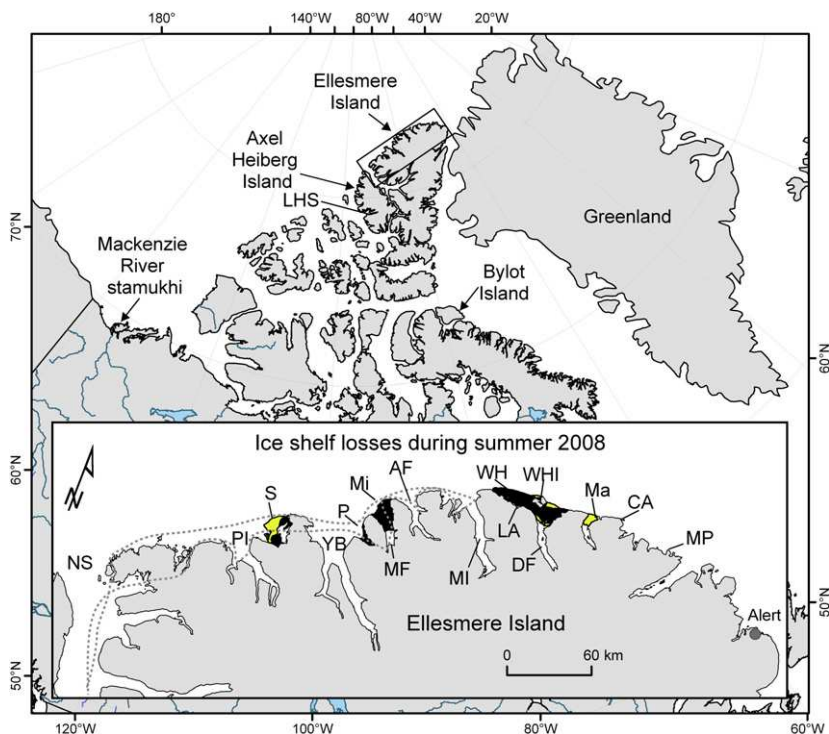 180° 140°W 80°W 40°W 20°W
Ellesmere
Island
Axel
Heiberg
Island
LHS
70°N
Greenland
Mackenzie
River
stamukhi
Bylot
Island
60°N
Ice shelf losses during summer 2008
60°N
N
AF
WH
WHI
Mi
S
P
Ma
CA
LA
NS
PI
YB
MF
MI
DF
MP
50°N
Alert
Ellesmere Island
0 60 km
50°N
120°W 100°W 80°W 60°W